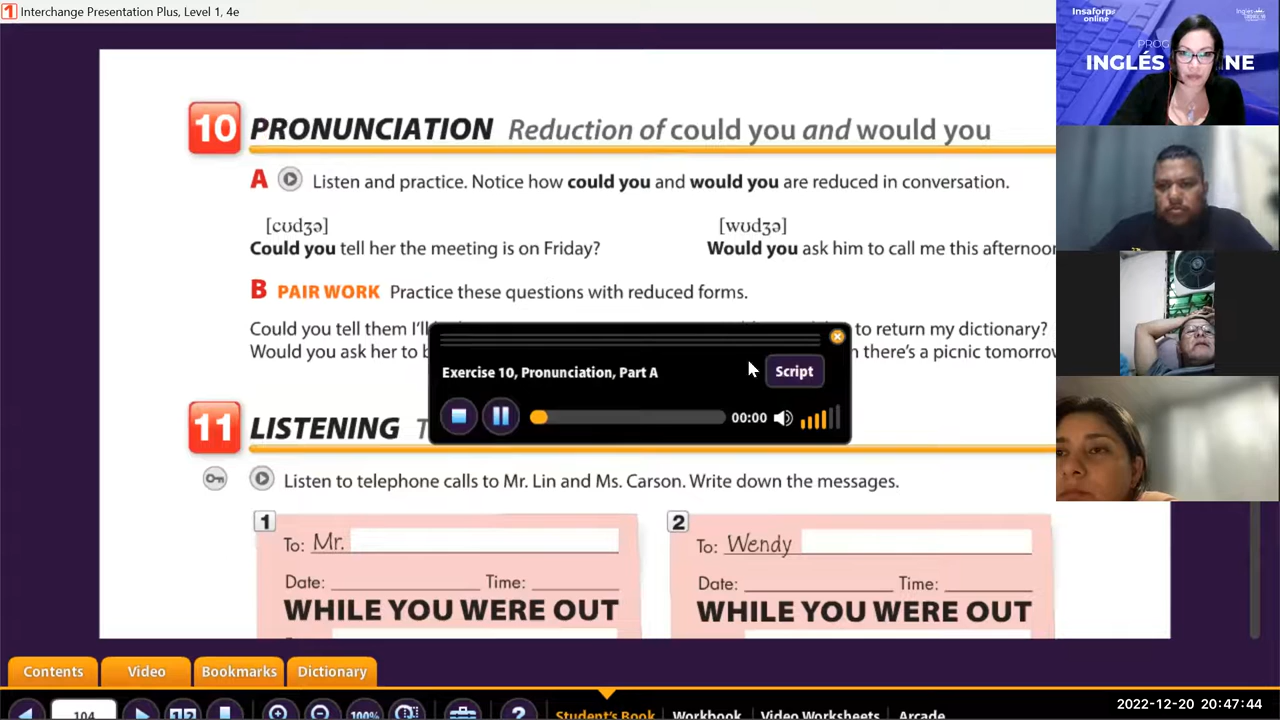 Interchange Presentation Plus, Level 1, 4e
Insaforp online
PROG
INGLÉS
NE
10 PRONUNCIATION Reduction of could you and would you
A Listen and practice. Notice how could you and would you are reduced in conversation.
[cʊdʒə] [wʊdʒə]
Could you tell her the meeting is on Friday? Would you ask him to call me this afternoon
B PAIR WORK Practice these questions with reduced forms.
Could you tell them I'll to return my dictionary?
Would you ask her to there's a picnic tomorrow
Exercise 10, Pronunciation, Part A
Script
00:00
11 LISTENING
Listen to telephone calls to Mr. Lin and Ms. Carson. Write down the messages.
1 2
To: Mr. To: Wendy
Date: Time: Date: Time:
WHILE YOU WERE OUT WHILE YOU WERE OUT
Contents Video Bookmarks Dictionary
104 100% ? Student's Book Workbook Video Worksheets Arcade
2022-12-20 20:47:44